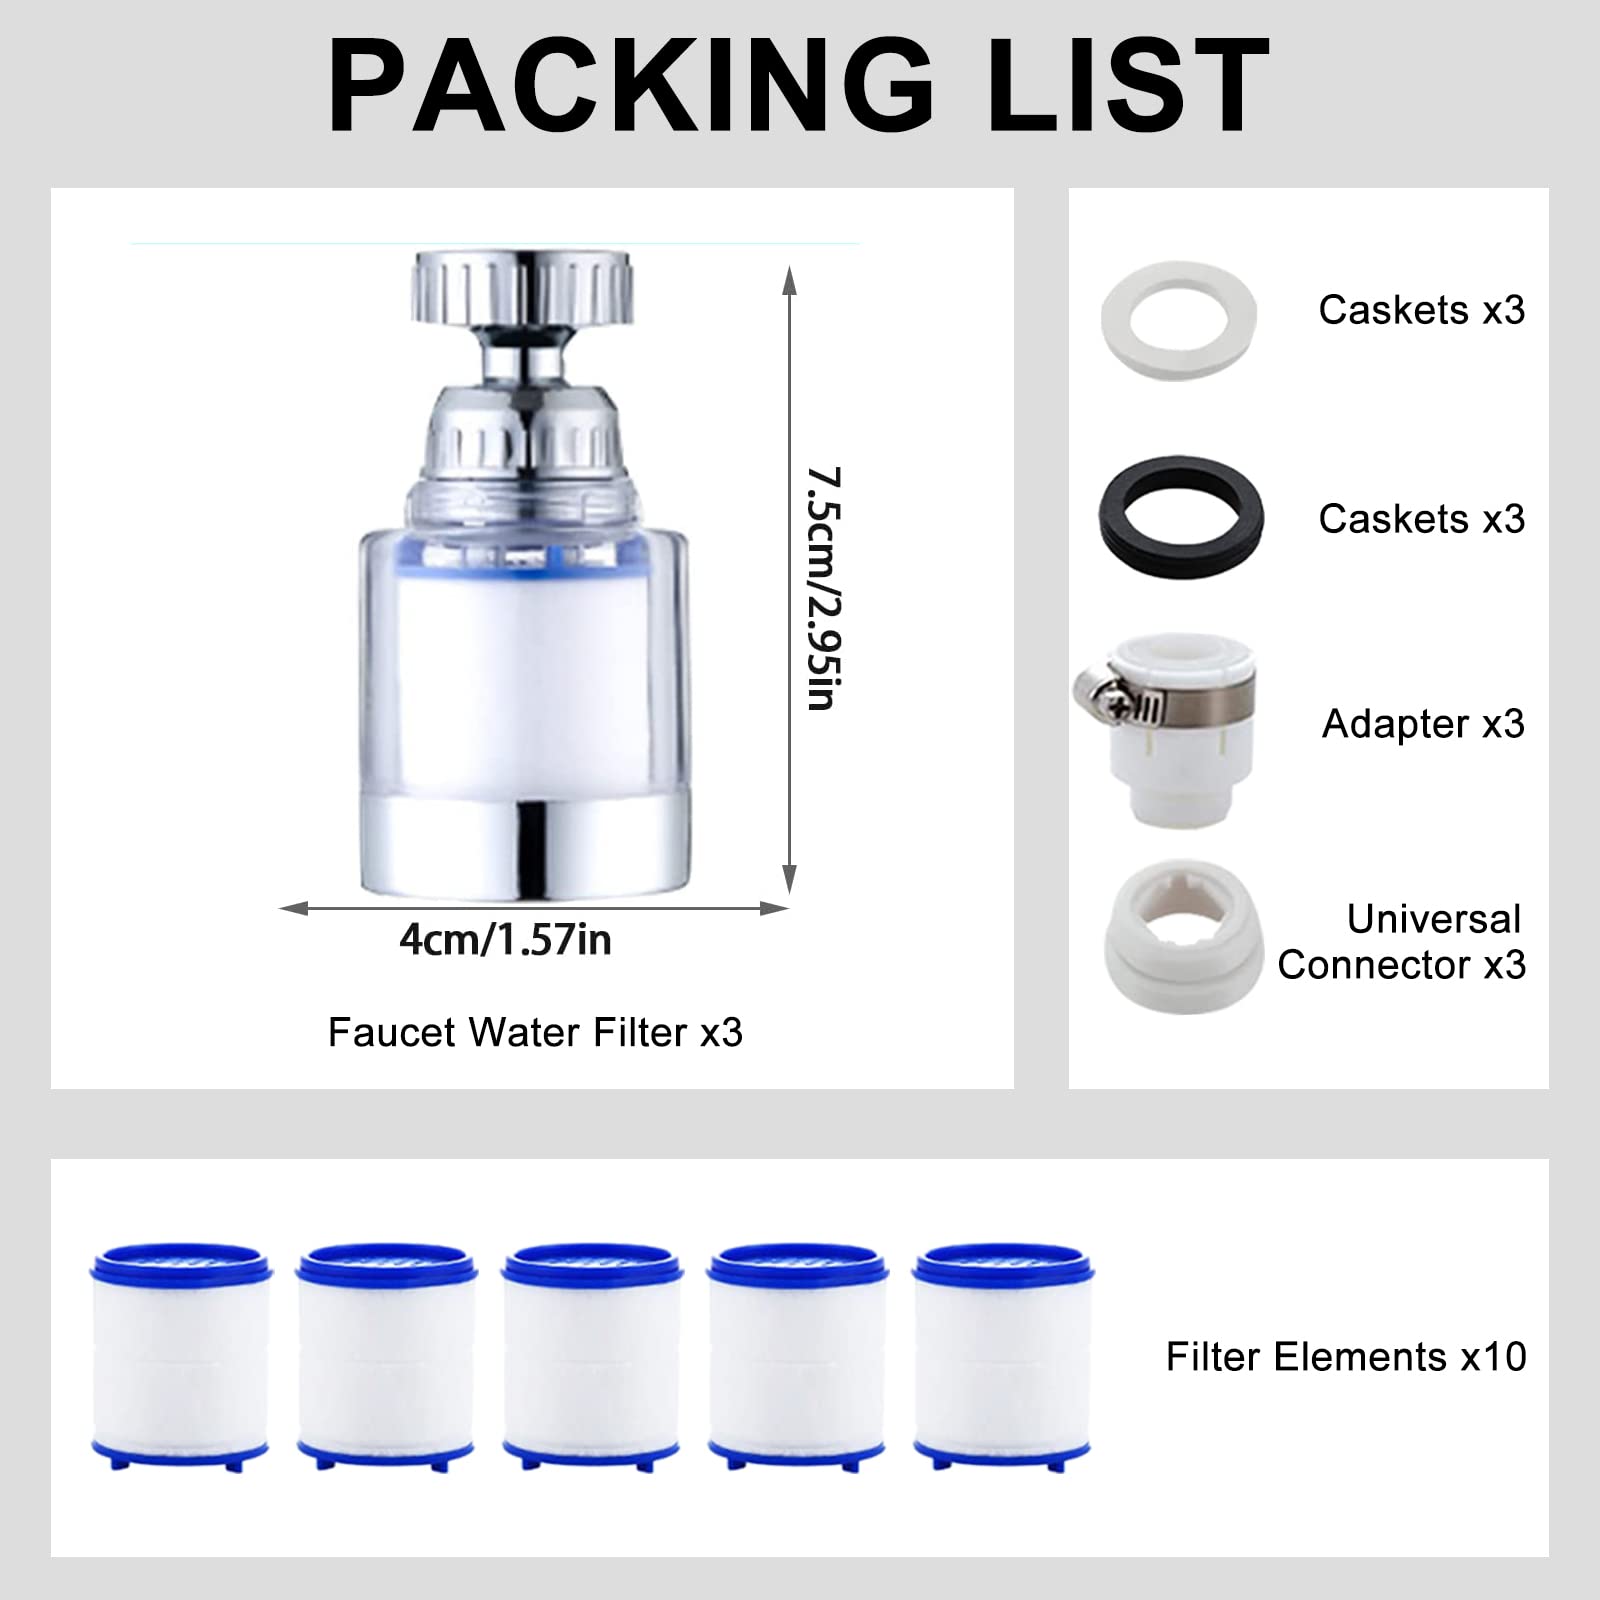 PACKING LIST
7.5cm/2.95in
4cm/1.57in
Faucet Water Filter x3
Caskets x3
Caskets x3
Adapter x3
Universal
Connector x3
Filter Elements x10